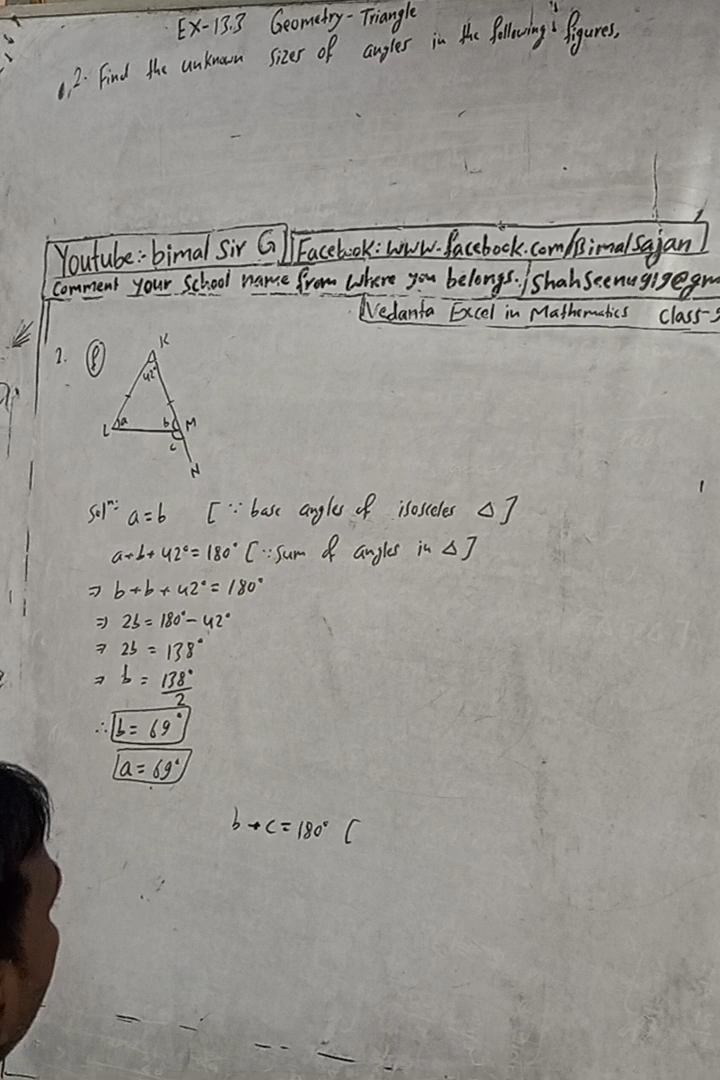 EX-13.3 Geometry-Triangle
2. Find the unknown sizes of angles in the following figures.
Youtube:- bimal Sir G Facebook: www.facebook.com/Bimalsajan
Comment your school name from where you belongs. shahseenu919@gm
Vedanta Excel in Mathematics class-
2. f
K
42°
L a b M
c
N
Solⁿ: a=b [∵ base angles of isosceles Δ]
a+b+42°=180° [∵ sum of angles in Δ]
⇒ b+b+42°=180°
⇒ 2b=180°-42°
⇒ 2b = 138°
⇒ b = 138°
2
∴ b = 69°
a = 69°
b+c=180° [